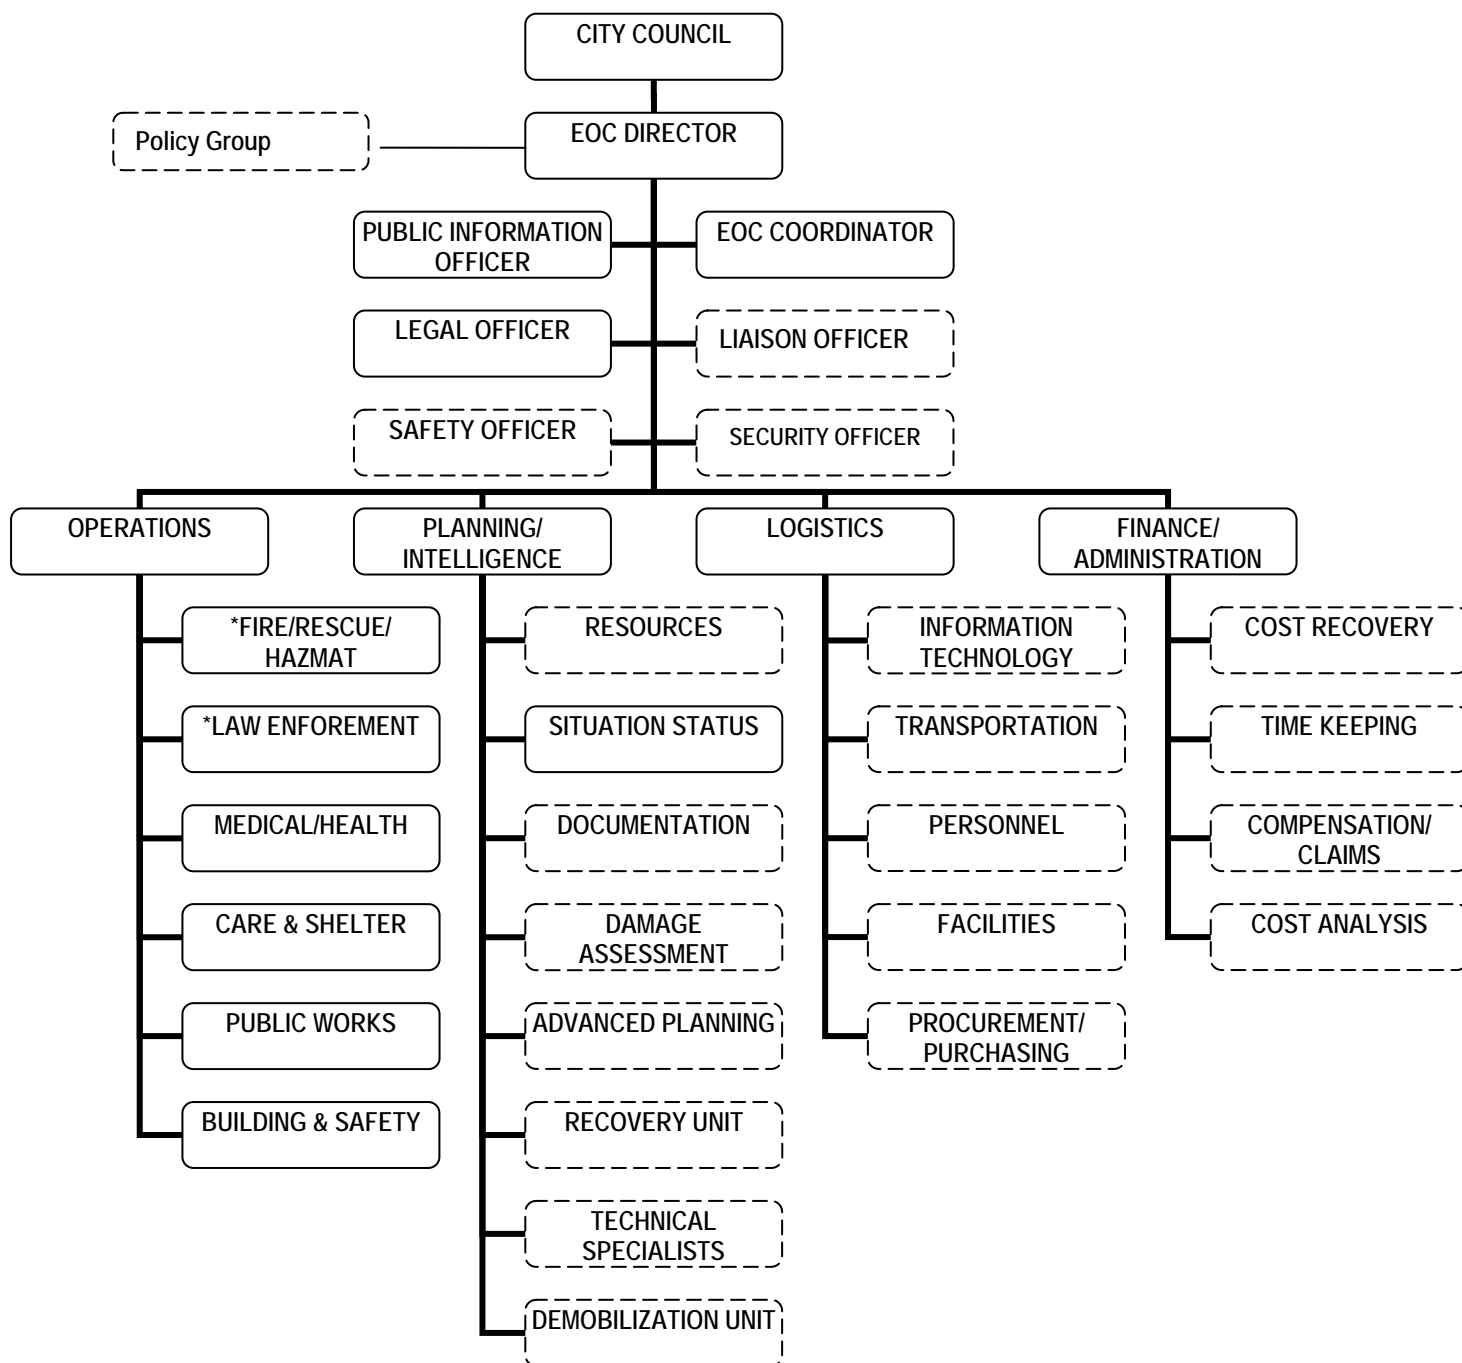 CITY COUNCIL
Policy Group
EOC DIRECTOR
PUBLIC INFORMATION
OFFICER
EOC COORDINATOR
LEGAL OFFICER
LIAISON OFFICER
SAFETY OFFICER
SECURITY OFFICER
OPERATIONS
PLANNING/
INTELLIGENCE
LOGISTICS
FINANCE/
ADMINISTRATION
*FIRE/RESCUE/
HAZMAT
*LAW ENFOREMENT
MEDICAL/HEALTH
CARE & SHELTER
PUBLIC WORKS
BUILDING & SAFETY
RESOURCES
SITUATION STATUS
DOCUMENTATION
DAMAGE
ASSESSMENT
ADVANCED PLANNING
RECOVERY UNIT
TECHNICAL
SPECIALISTS
DEMOBILIZATION UNIT
INFORMATION
TECHNOLOGY
TRANSPORTATION
PERSONNEL
FACILITIES
PROCUREMENT/
PURCHASING
COST RECOVERY
TIME KEEPING
COMPENSATION/
CLAIMS
COST ANALYSIS